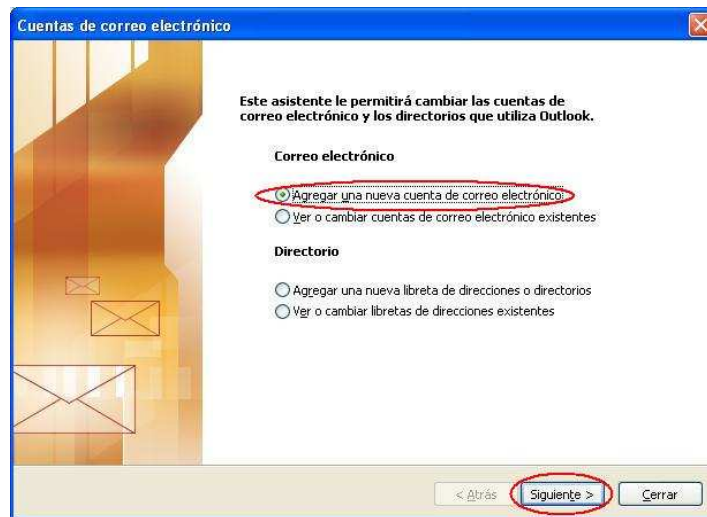 Cuentas de correo electrónico
Este asistente le permitirá cambiar las cuentas de
correo electrónico y los directorios que utiliza Outlook.
Correo electrónico
Agregar una nueva cuenta de correo electrónico
Ver o cambiar cuentas de correo electrónico existentes
Directorio
Agregar una nueva libreta de direcciones o directorios
Ver o cambiar libretas de direcciones existentes
< Atrás
Siguiente >
Cerrar